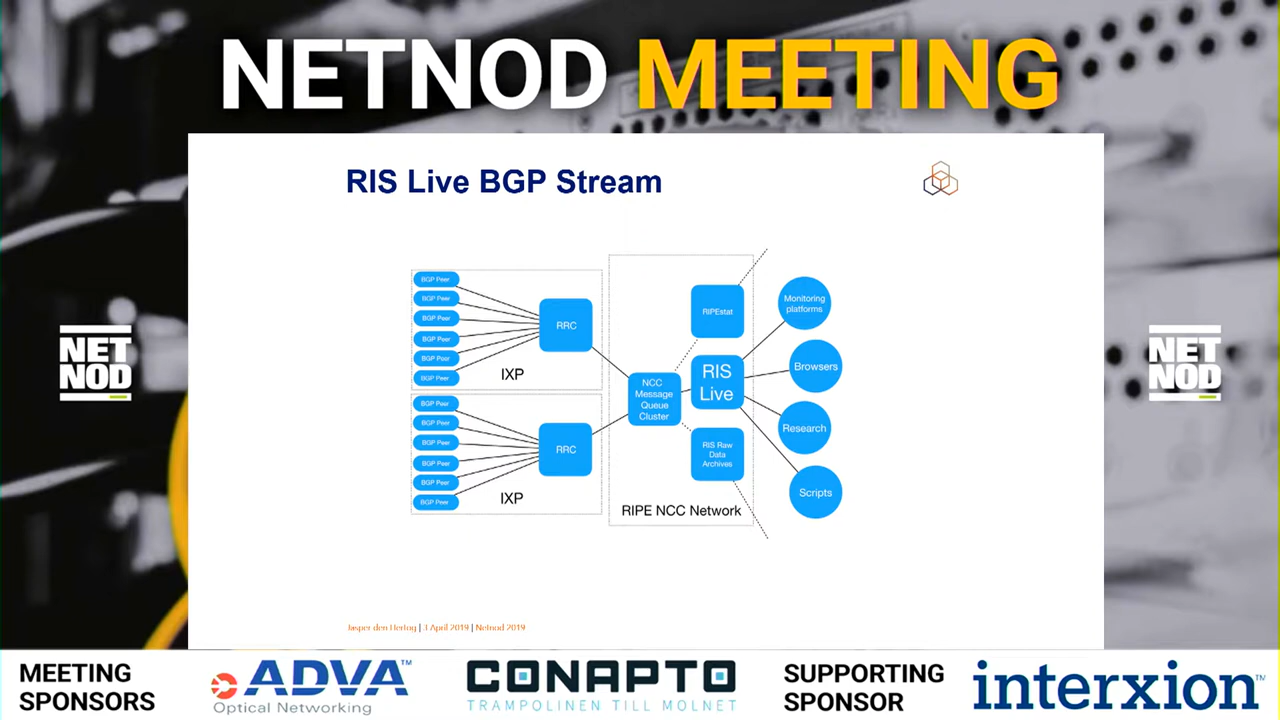 NETNOD MEETING
RIS Live BGP Stream
BGP Peer
BGP Peer
BGP Peer
BGP Peer
BGP Peer
BGP Peer
RRC
IXP
BGP Peer
BGP Peer
BGP Peer
BGP Peer
BGP Peer
BGP Peer
RRC
IXP
NCC
Message
Queue
Cluster
RIPEstat
RIS
Live
RIS Raw
Data
Archives
RIPE NCC Network
Monitoring
platforms
Browsers
Research
Scripts
NET
NOD
NET
NOD
Jasper den Hertog | 3 April 2019 | Netnod 2019
MEETING
SPONSORS
ADVA™
Optical Networking
CONAPTO
TRAMPOLINEN TILL MOLNET
SUPPORTING
SPONSOR
interxion™